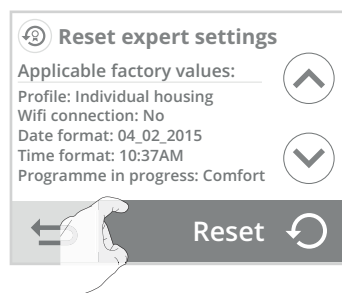 Reset expert settings
Applicable factory values:
Profile: Individual housing
Wifi connection: No
Date format: 04_02_2015
Time format: 10:37AM
Programme in progress: Comfort
Reset